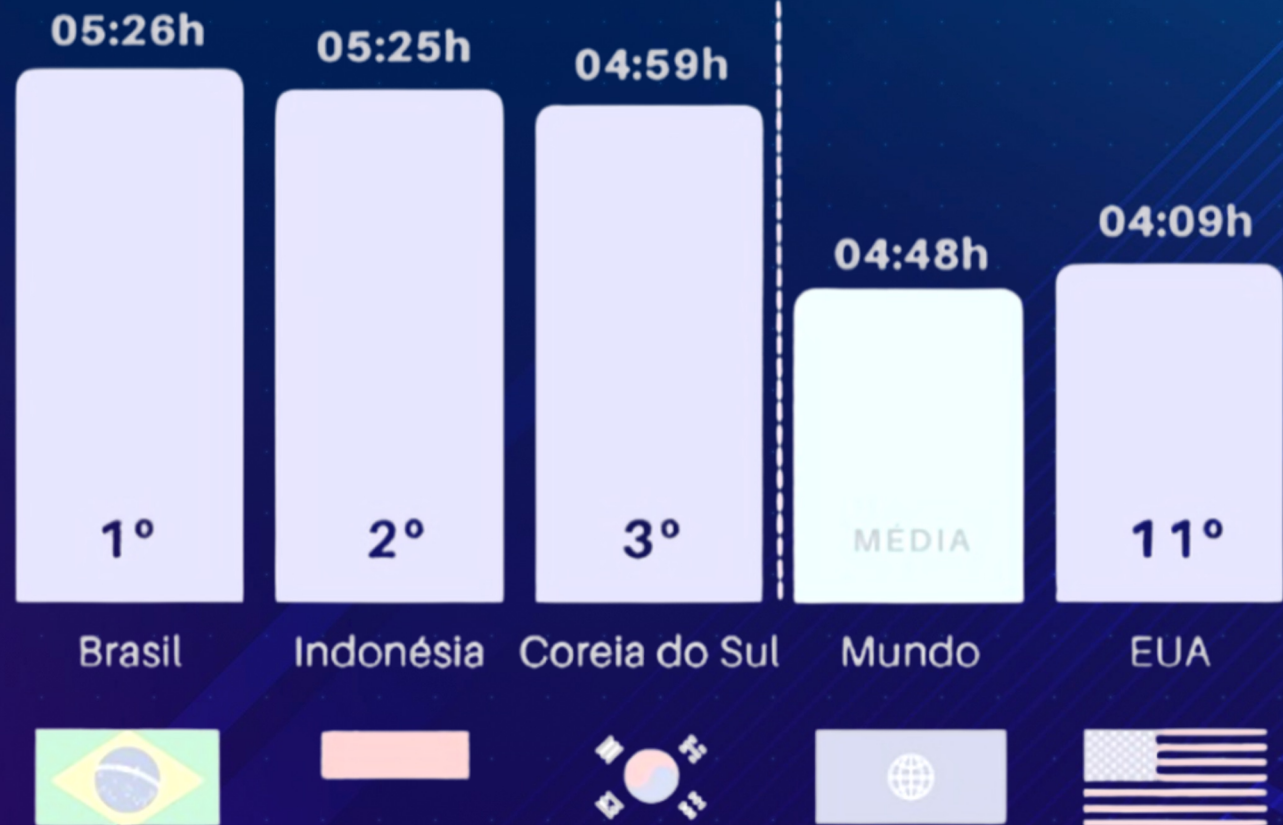 05:26h
05:25h
04:59h
04:48h
04:09h
1º
2º
3º
MÉDIA
11º
Brasil
Indonésia
Coreia do Sul
Mundo
EUA